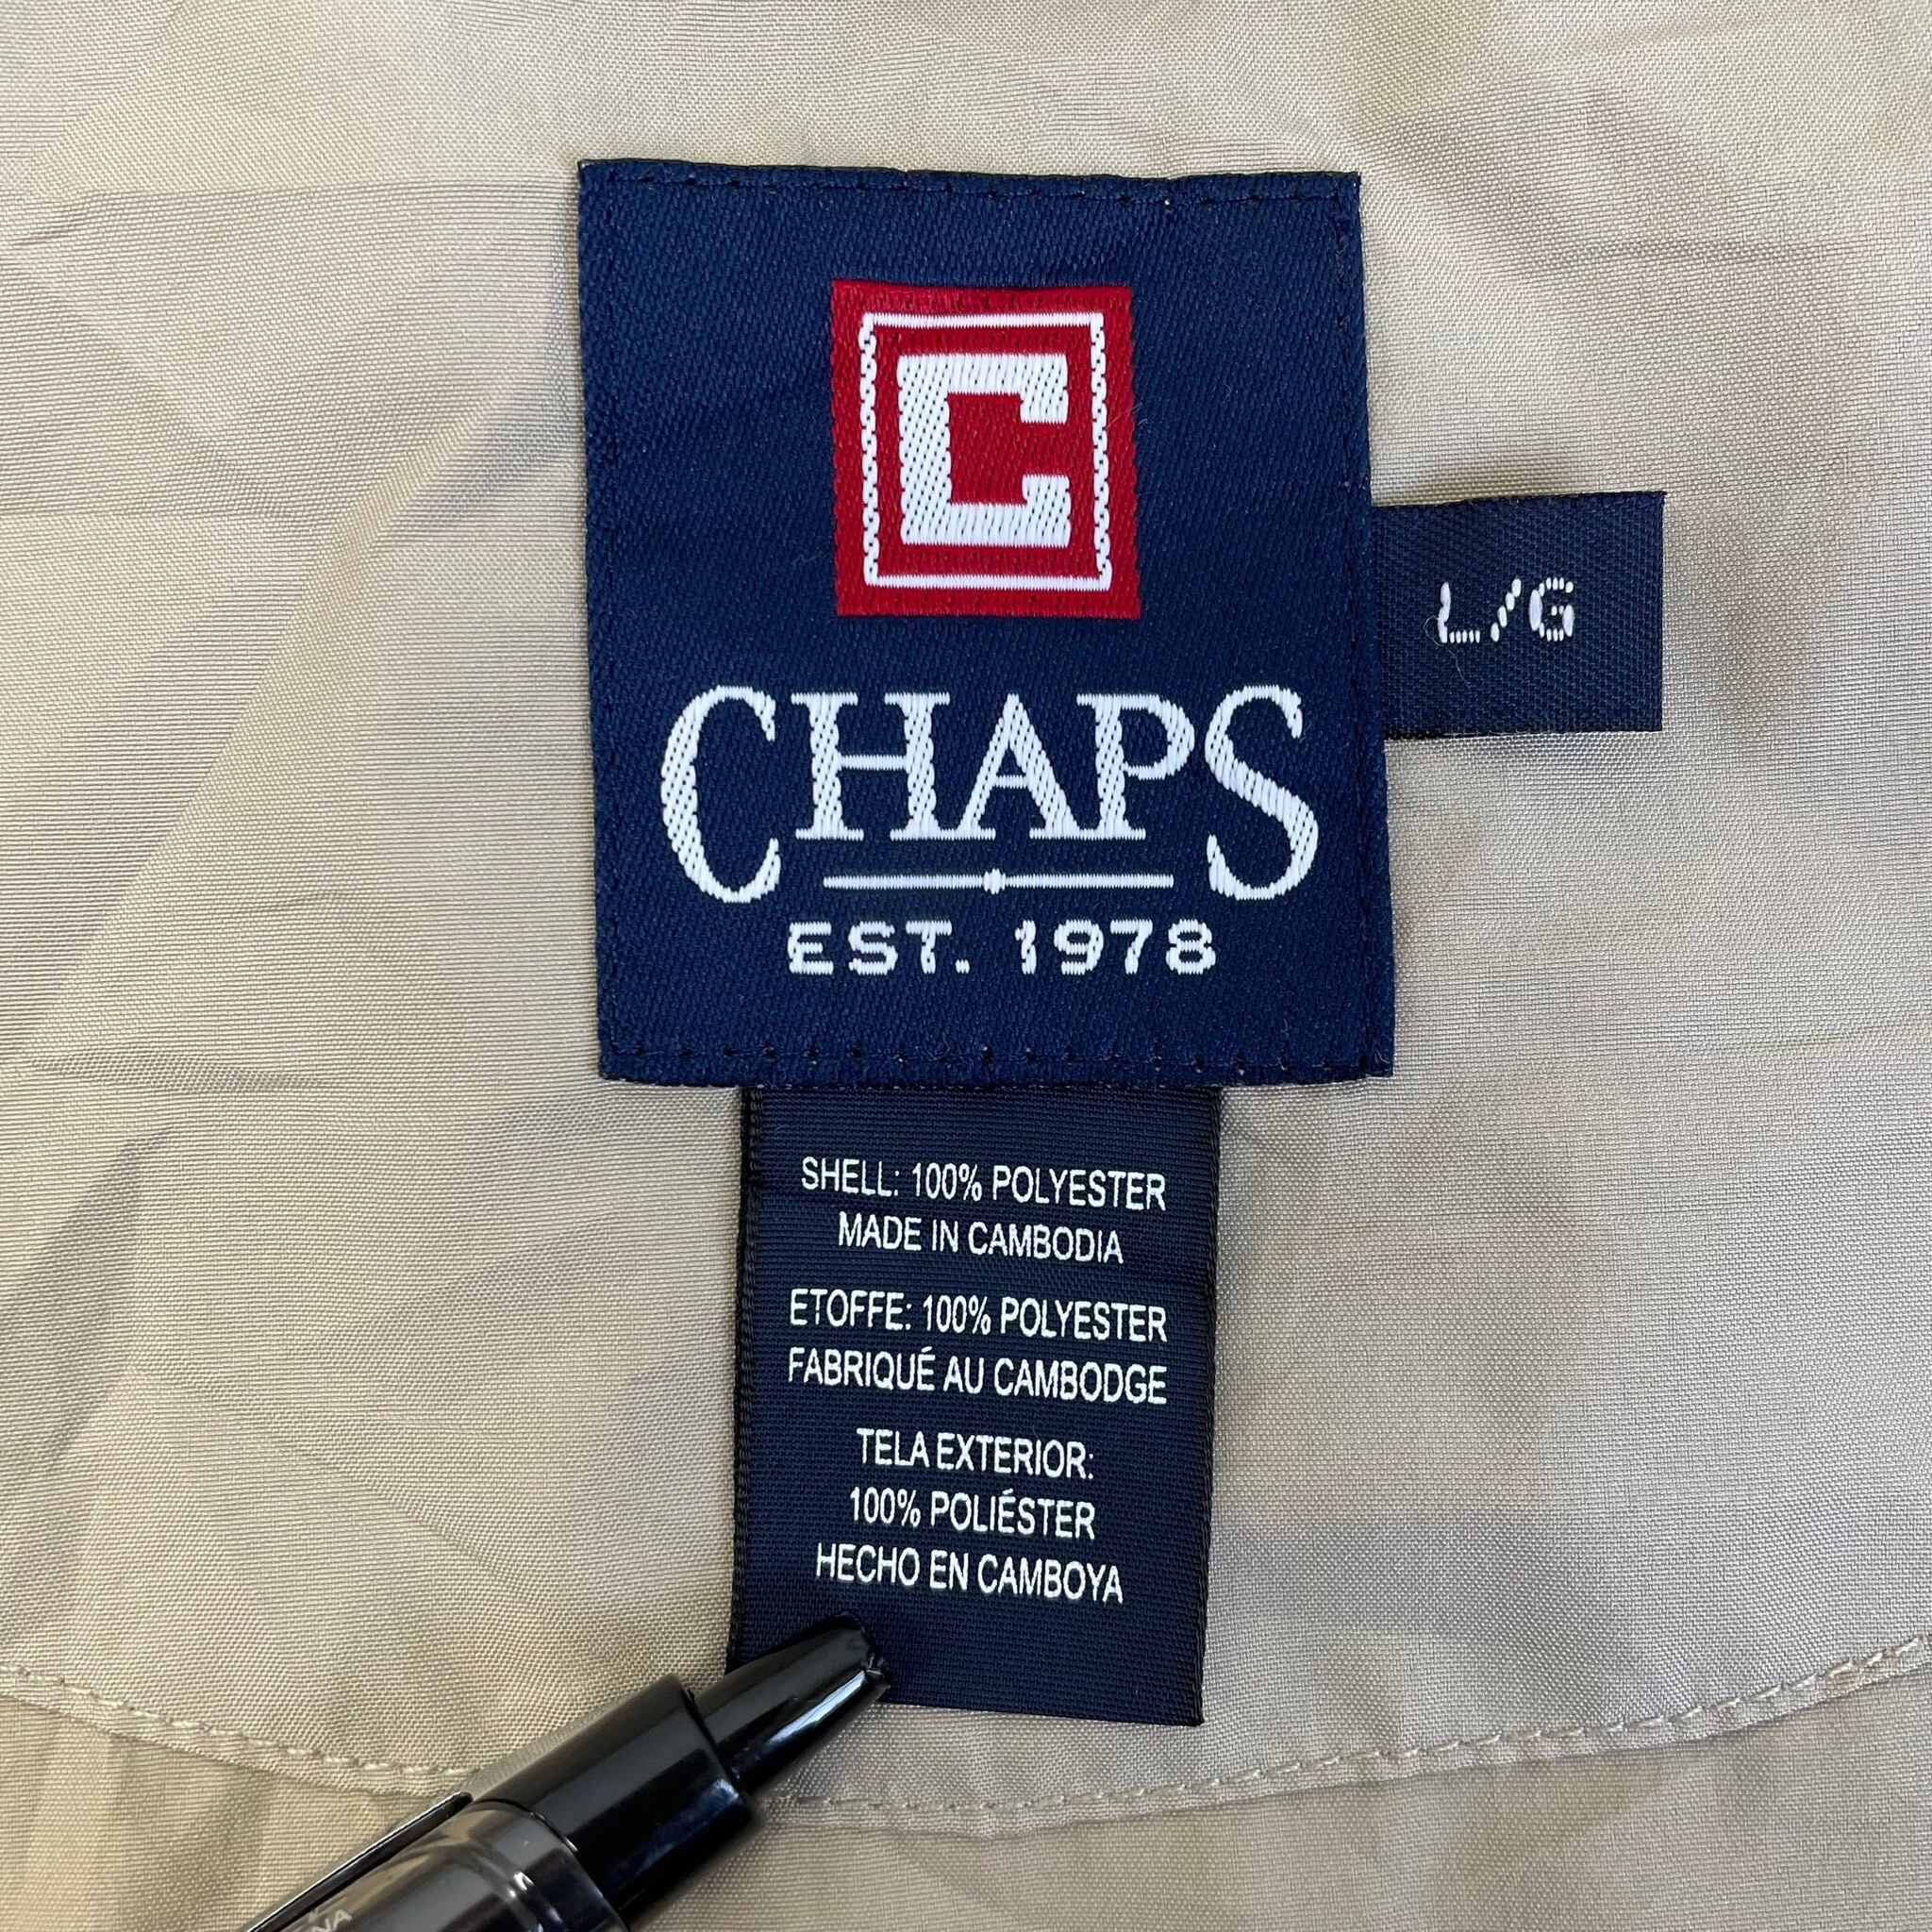 C
CHAPS
EST. 1978
L/G
SHELL: 100% POLYESTER
MADE IN CAMBODIA
ETOFFE: 100% POLYESTER
FABRIQUÉ AU CAMBODGE
TELA EXTERIOR:
100% POLIÉSTER
HECHO EN CAMBOYA